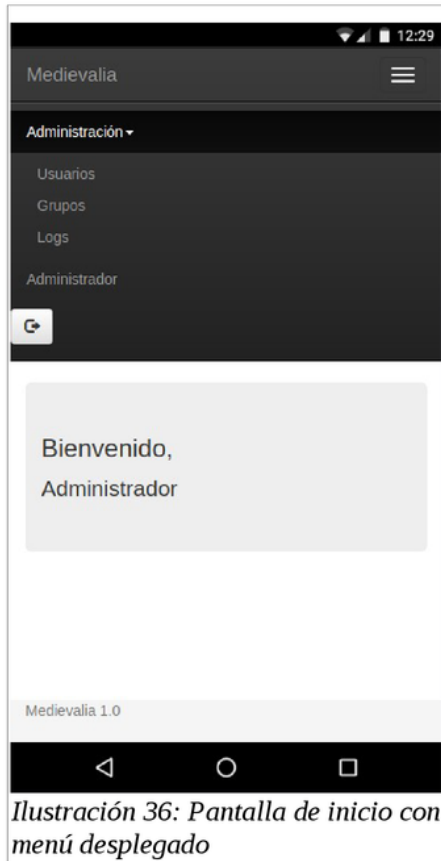 12:29
Medievalia
Administración
Usuarios
Grupos
Logs
Administrador
Bienvenido,
Administrador
Medievalia 1.0
Ilustración 36: Pantalla de inicio con
menú desplegado